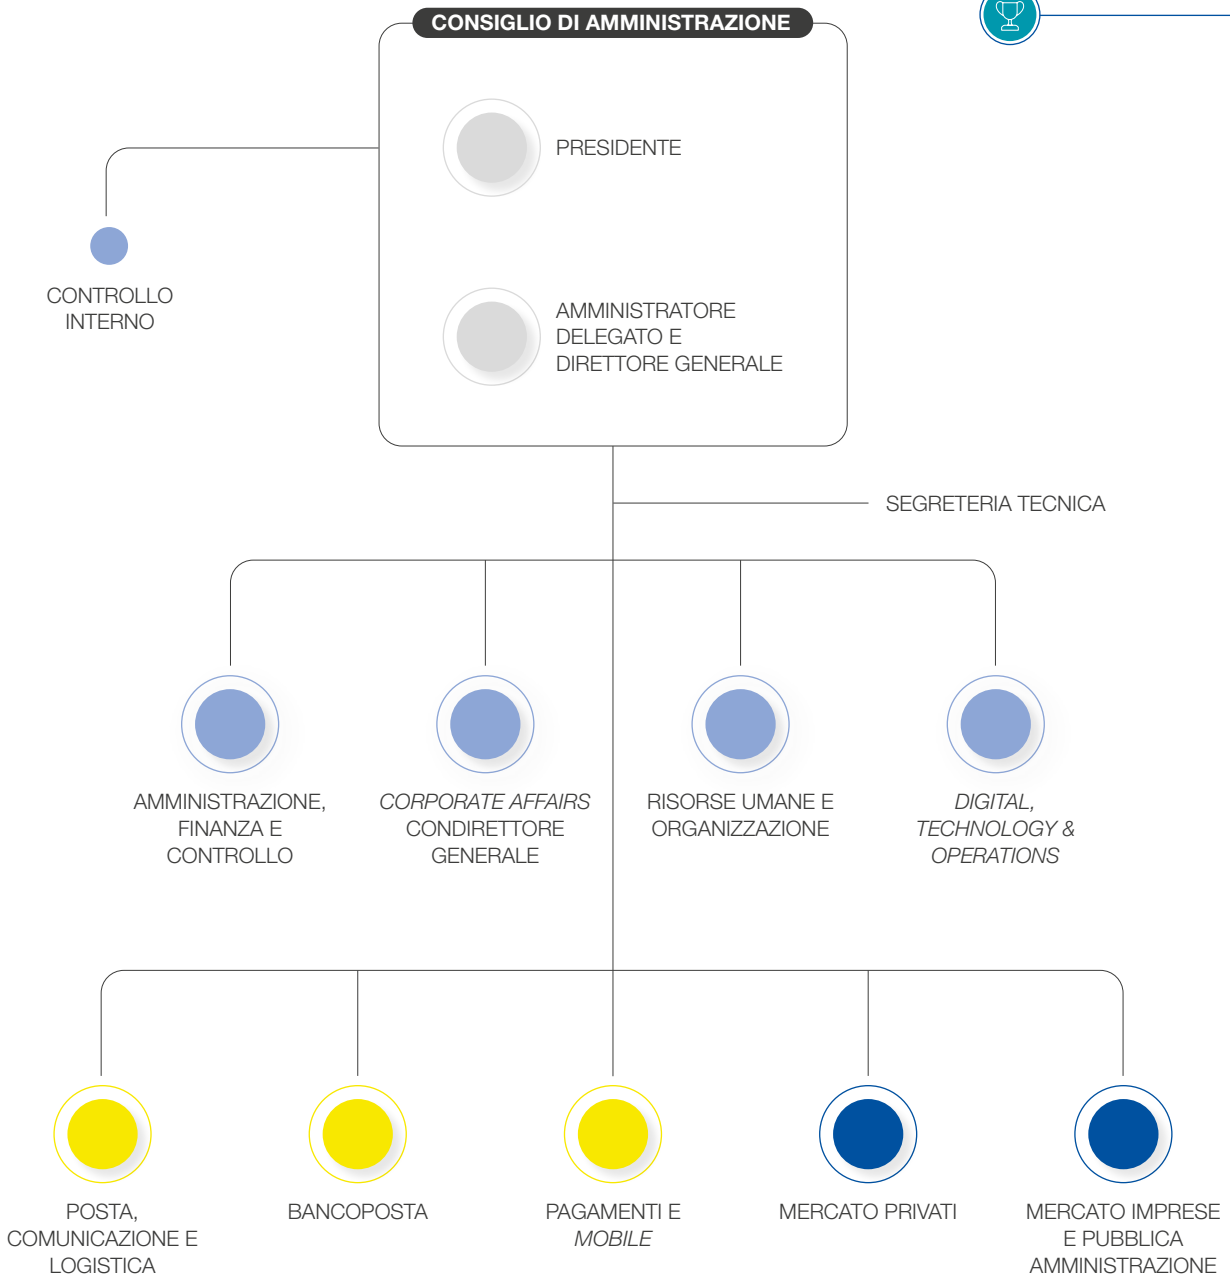 CONSIGLIO DI AMMINISTRAZIONE
PRESIDENTE
CONTROLLO
INTERNO
AMMINISTRATORE
DELEGATO E
DIRETTORE GENERALE
SEGRETERIA TECNICA
AMMINISTRAZIONE,
FINANZA E
CONTROLLO
CORPORATE AFFAIRS
CONDIRETTORE
GENERALE
RISORSE UMANE E
ORGANIZZAZIONE
DIGITAL,
TECHNOLOGY &
OPERATIONS
POSTA,
COMUNICAZIONE E
LOGISTICA
BANCOPOSTA
PAGAMENTI E
MOBILE
MERCATO PRIVATI
MERCATO IMPRESE
E PUBBLICA
AMMINISTRAZIONE